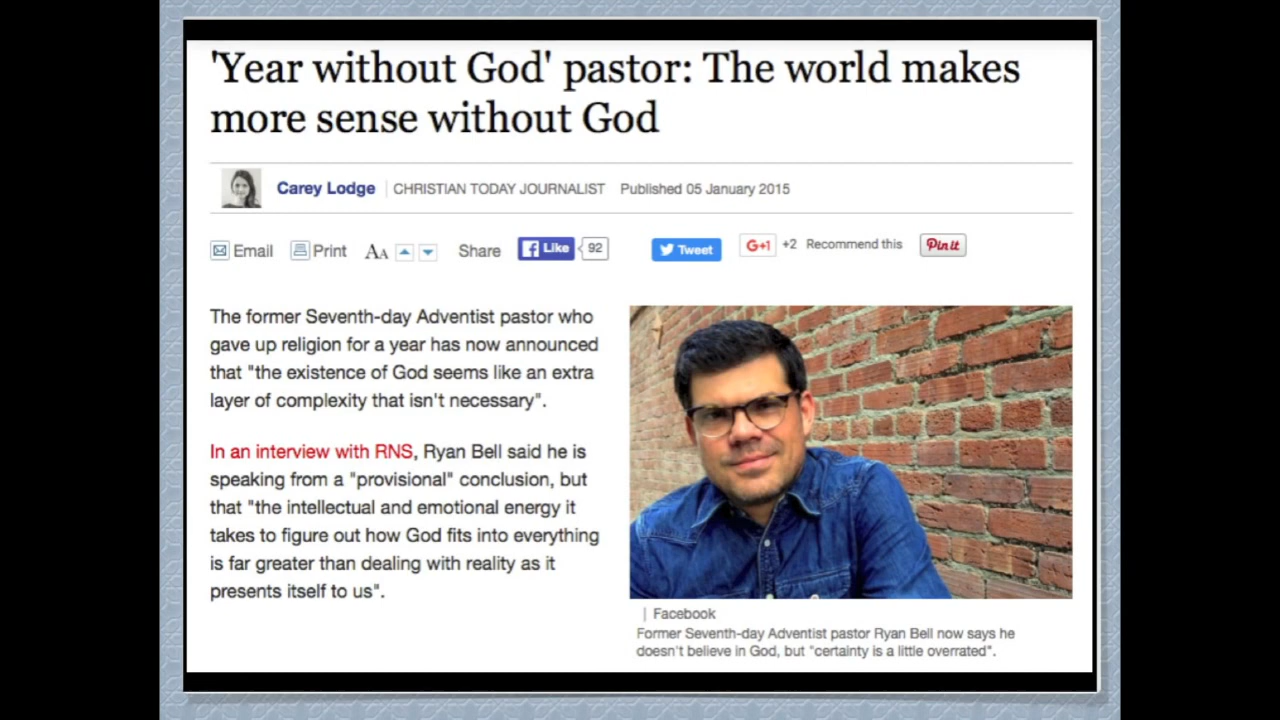 'Year without God' pastor: The world makes
more sense without God
Carey Lodge CHRISTIAN TODAY JOURNALIST Published 05 January 2015
Email Print AA Share Like 92 Tweet G+1 +2 Recommend this Pin it
The former Seventh-day Adventist pastor who
gave up religion for a year has now announced
that "the existence of God seems like an extra
layer of complexity that isn't necessary".
In an interview with RNS, Ryan Bell said he is
speaking from a "provisional" conclusion, but
that "the intellectual and emotional energy it
takes to figure out how God fits into everything
is far greater than dealing with reality as it
presents itself to us".
| Facebook
Former Seventh-day Adventist pastor Ryan Bell now says he
doesn't believe in God, but "certainty is a little overrated".